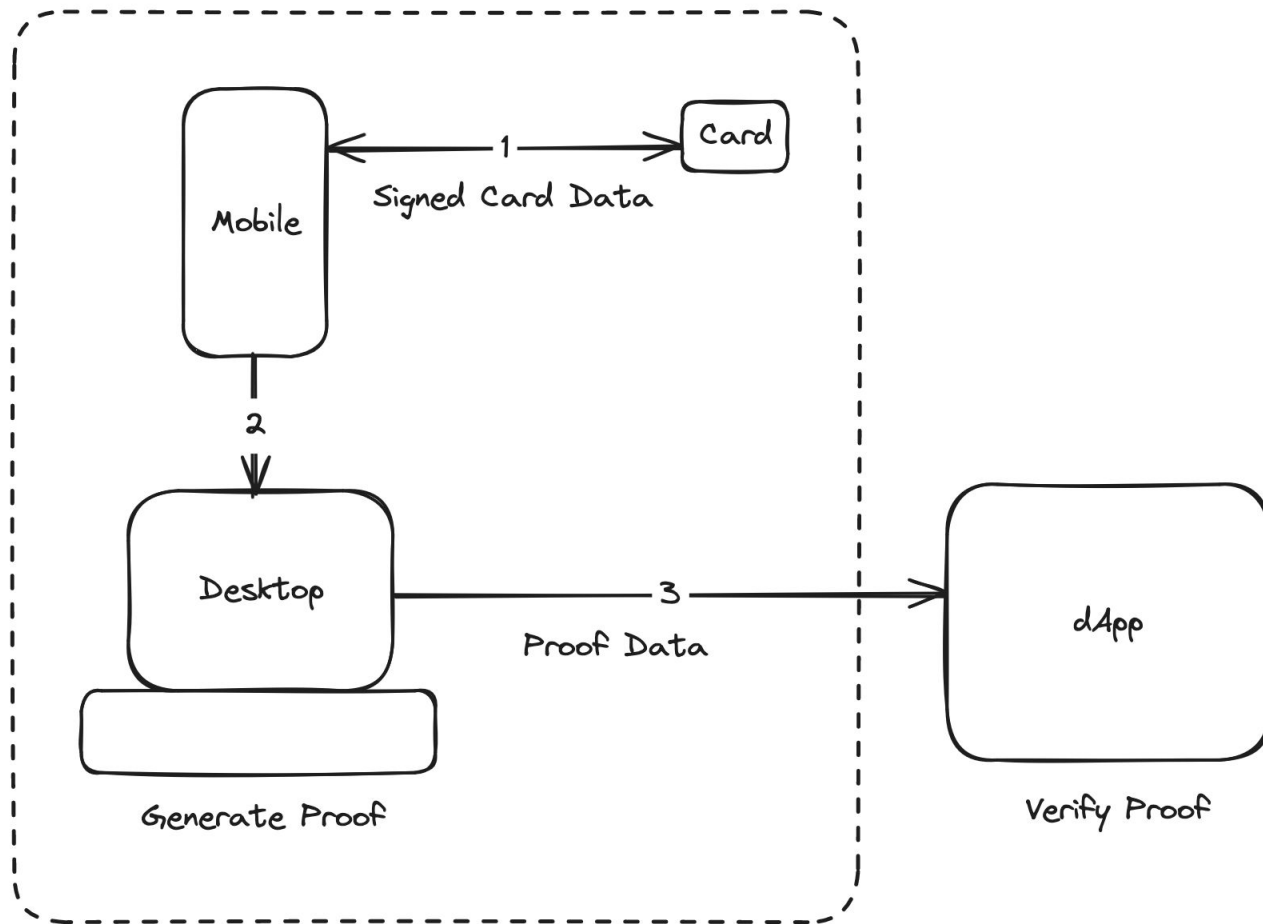 Card
1
Signed Card Data
Mobile
2
Desktop
3
Proof Data
dApp
Generate Proof
Verify Proof